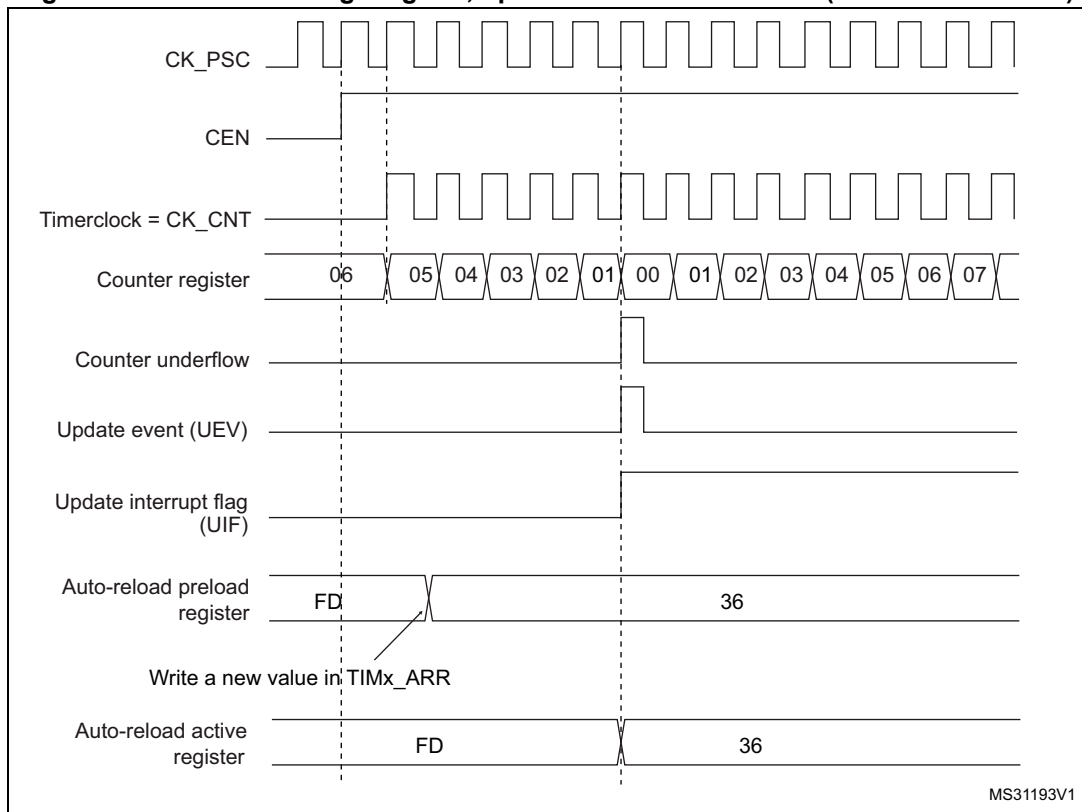 CK_PSC
CEN
Timerclock = CK_CNT
Counter register 06 05 04 03 02 01 00 01 02 03 04 05 06 07
Counter underflow
Update event (UEV)
Update interrupt flag
(UIF)
Auto-reload preload
register
FD 36
Write a new value in TIMx_ARR
Auto-reload active
register
FD 36
MS31193V1